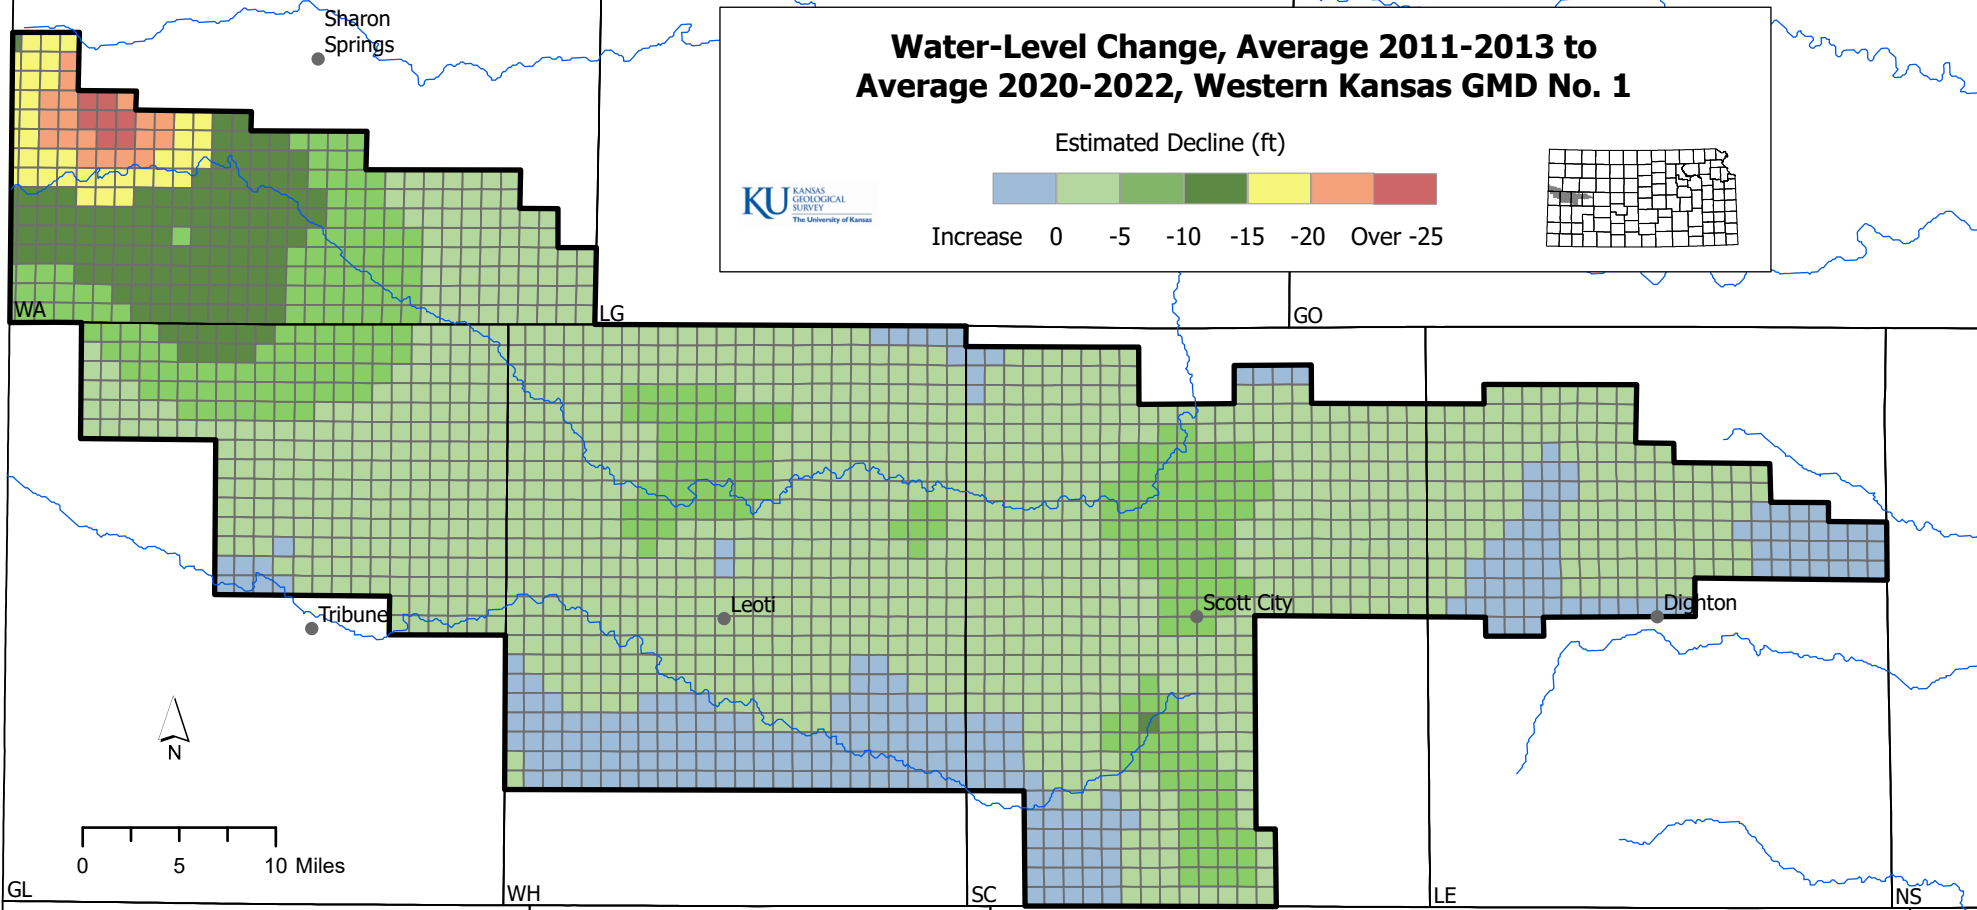 Sharon
Springs
Water-Level Change, Average 2011-2013 to
Average 2020-2022, Western Kansas GMD No. 1
Estimated Decline (ft)
KU KANSAS
GEOLOGICAL
SURVEY
The University of Kansas
Increase 0 -5 -10 -15 -20 Over -25
WA
LG
GO
Tribune
Leoti
Scott City
Dighton
N
0 5 10 Miles
GL
WH
SC
LE
NS